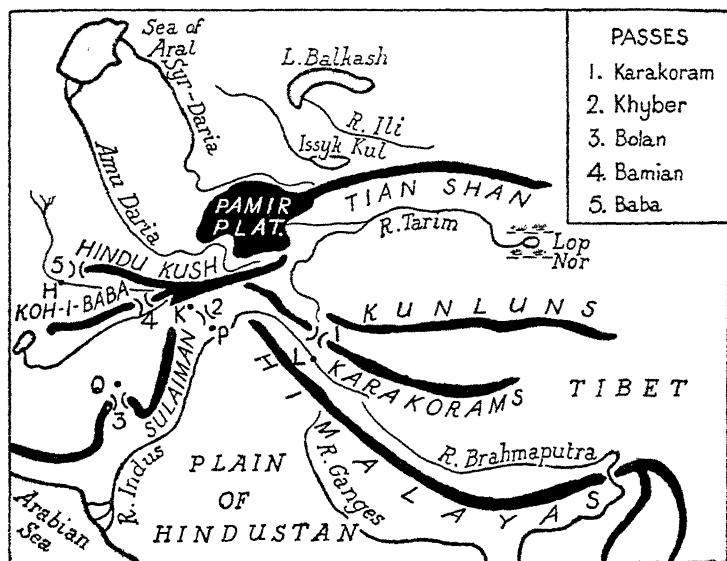 Sea of
Aral
Syr-Daria
L. Balkash
R. Ili
Issyk Kul
Amu Daria
PASSES
1. Karakoram
2. Khyber
3. Bolan
4. Bamian
5. Baba
PAMIR
PLAT.
TIAN SHAN
R. Tarim
Lop
Nor
HINDU KUSH
5
H
KOH-I-BABA
4
K
2
P
KUNLUNS
1
L
KARAKORAMS
TIBET
SULAIMAN
Q
3
HIMALAYAS
R. Brahmaputra
R. Indus
PLAIN
OF
HINDUSTAN
R. Ganges
Arabian
Sea